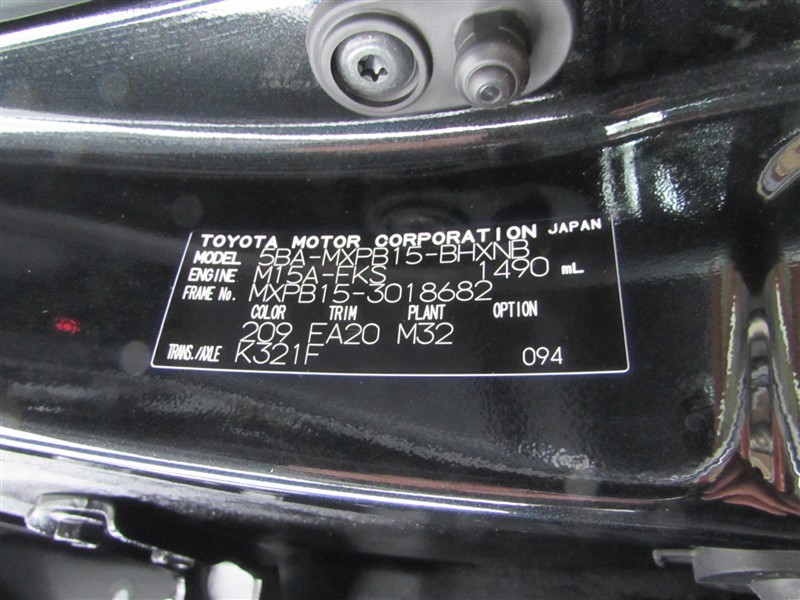 TOYOTA MOTOR CORPORATION JAPAN
MODEL 5BA-MXPB15-BHXNB
ENGINE M15A-FKS 1490 mL
FRAME No. MXPB15-3018682
COLOR TRIM PLANT OPTION
209 FA20 M32
TRANS./AXLE K321F 094